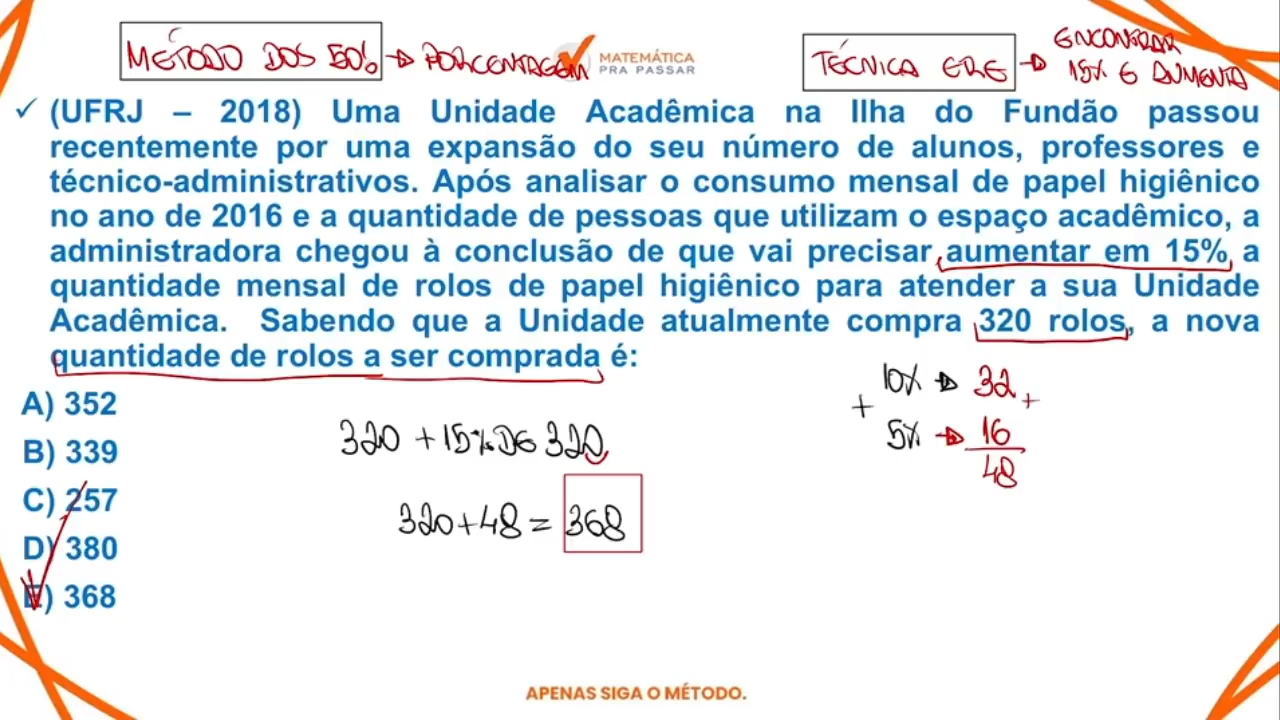 MÉTODO DOS 50% → PORCENTAGEM
MATEMÁTICA
PRA PASSAR
TÉCNICA ERE → ENCONTRAR
15% E AUMENTA
✓ (UFRJ – 2018) Uma Unidade Acadêmica na Ilha do Fundão passou
recentemente por uma expansão do seu número de alunos, professores e
técnico-administrativos. Após analisar o consumo mensal de papel higiênico
no ano de 2016 e a quantidade de pessoas que utilizam o espaço acadêmico, a
administradora chegou à conclusão de que vai precisar aumentar em 15% a
quantidade mensal de rolos de papel higiênico para atender a sua Unidade
Acadêmica. Sabendo que a Unidade atualmente compra 320 rolos, a nova
quantidade de rolos a ser comprada é:
A) 352
B) 339
C) 257
D) 380
E) 368
320 + 15% DE 320
320 + 48 = 368
10% → 32 +
+
5% → 16
48
APENAS SIGA O MÉTODO.